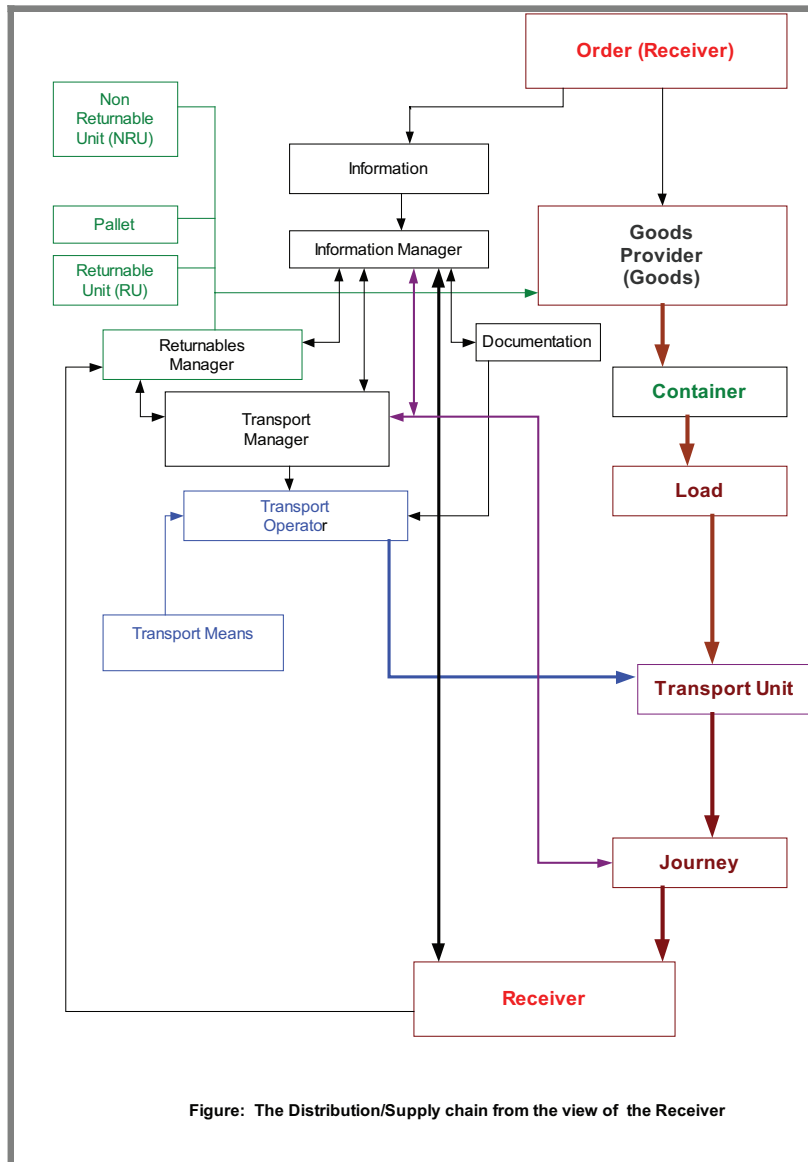 Order (Receiver)
Non
Returnable
Unit (NRU)
Information
Pallet
Goods
Provider
(Goods)
Information Manager
Returnable
Unit (RU)
Returnables
Manager
Documentation
Container
Transport
Manager
Load
Transport
Operator
Transport Means
Transport Unit
Journey
Receiver
Figure: The Distribution/Supply chain from the view of the Receiver